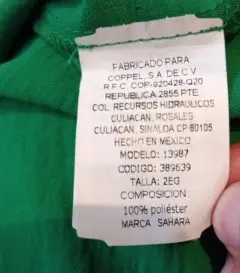 FABRICADO PARA
COPPEL, S.A. DE C V
R.F.C. COP-920428-Q20
REPUBLICA 2855 PTE
COL. RECURSOS HIDRAULICOS
CULIACAN, ROSALES
CULIACAN, SINALOA CP 80105
HECHO EN MEXICO
MODELO: 13987
CÓDIGO: 389639
TALLA: 2EG
COMPOSICION:
100% poliéster
MARCA: SAHARA